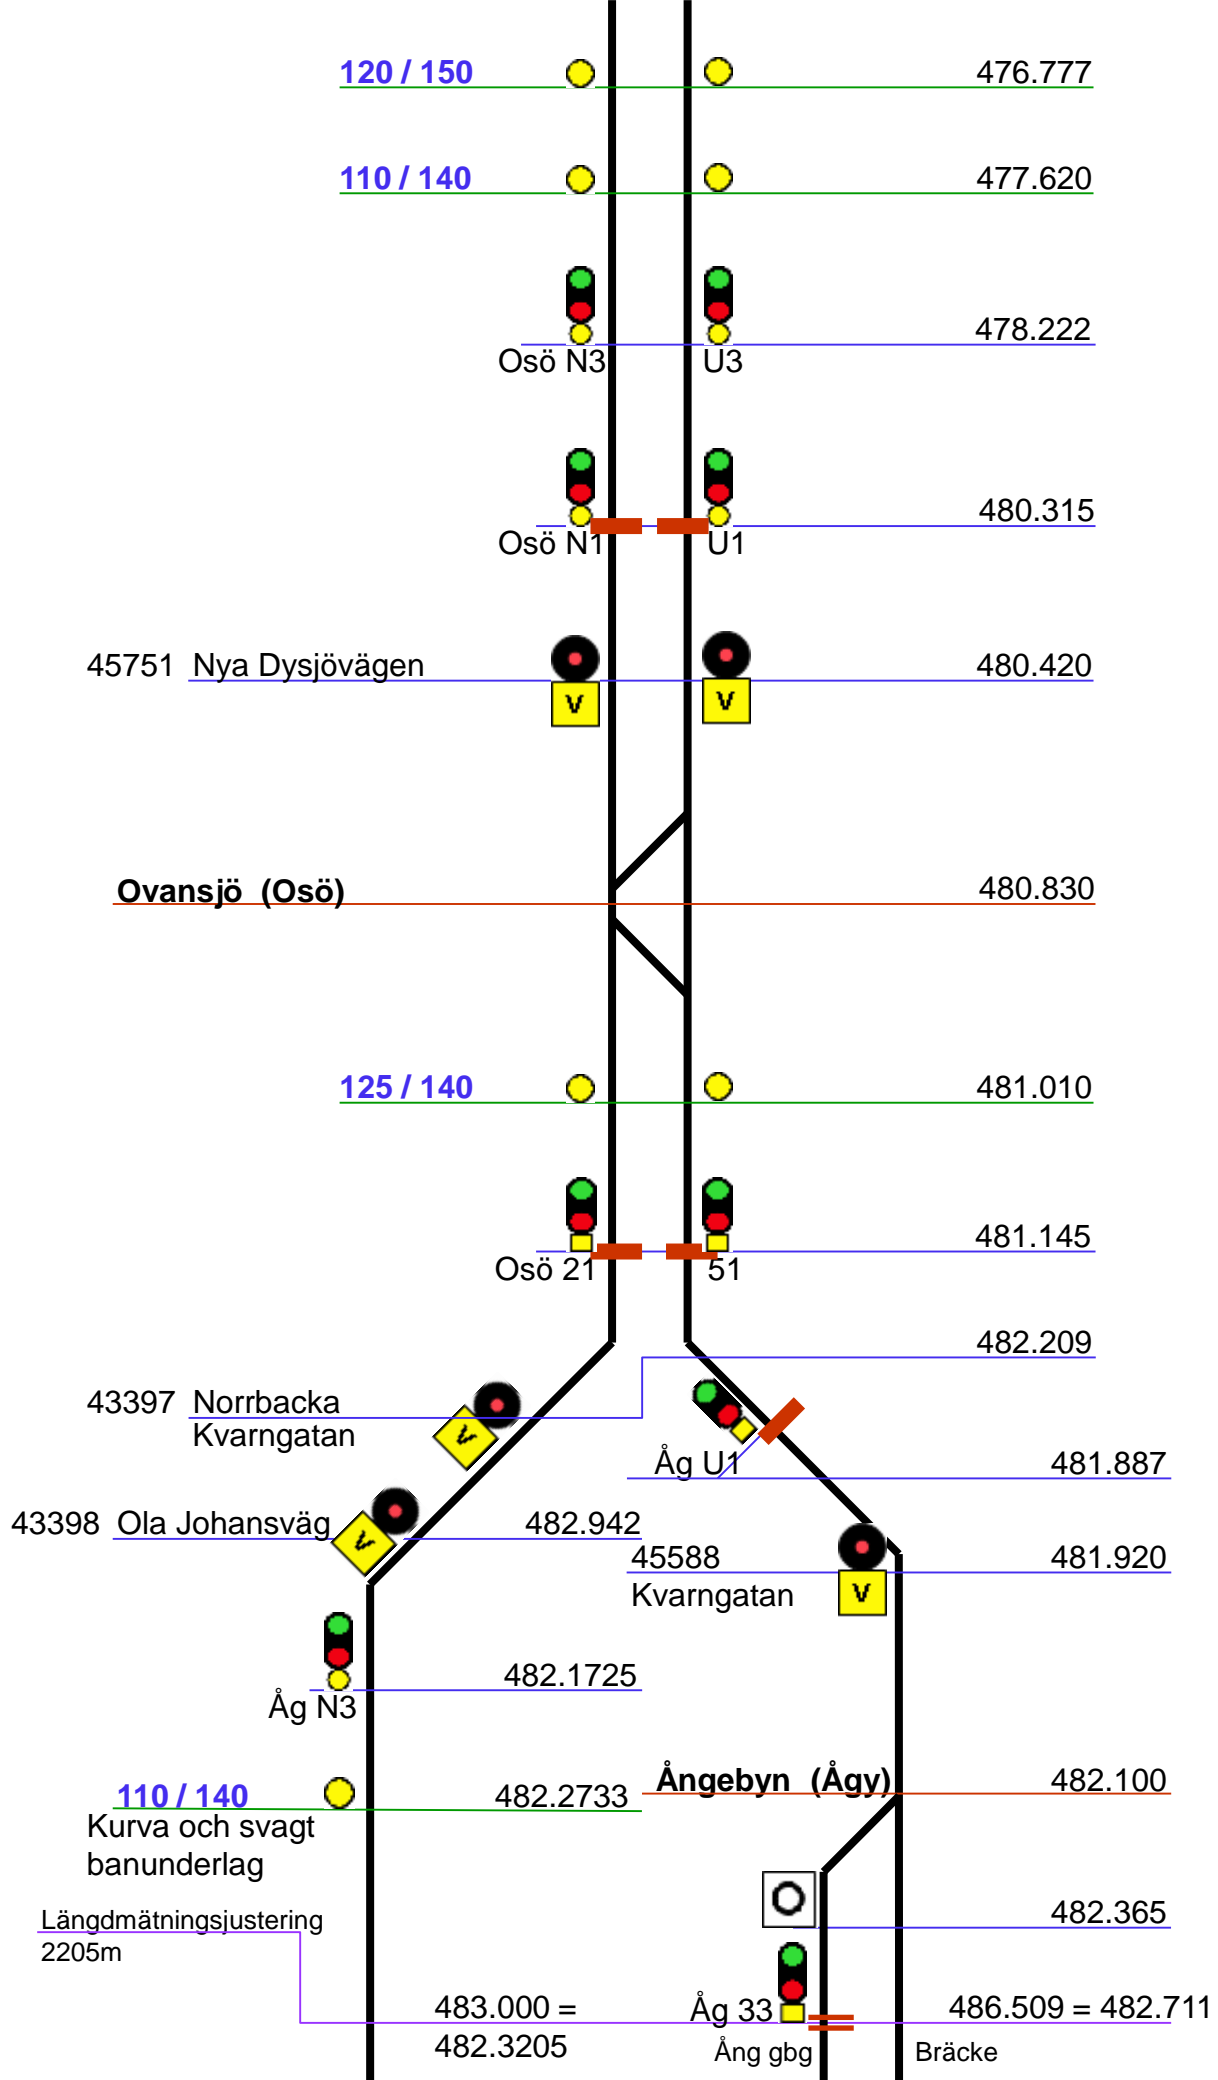 120 / 150 476.777
110 / 140 477.620
478.222
Osö N3 U3
480.315
Osö N1 U1
45751 Nya Dysjövägen 480.420
V V
Ovansjö (Osö) 480.830
125 / 140 481.010
481.145
Osö 21 51
482.209
43397 Norrbacka
Kvarngatan
V
Åg U1 481.887
43398 Ola Johansväg 482.942
V
45588 481.920
Kvarngatan V
482.1725
Åg N3
Ångebyn (Ågy) 482.100
110 / 140 482.2733
Kurva och svagt
banunderlag
482.365
Längdmätningsjustering
2205m
483.000 =
482.3205
Åg 33 486.509 = 482.711
Ång gbg Bräcke